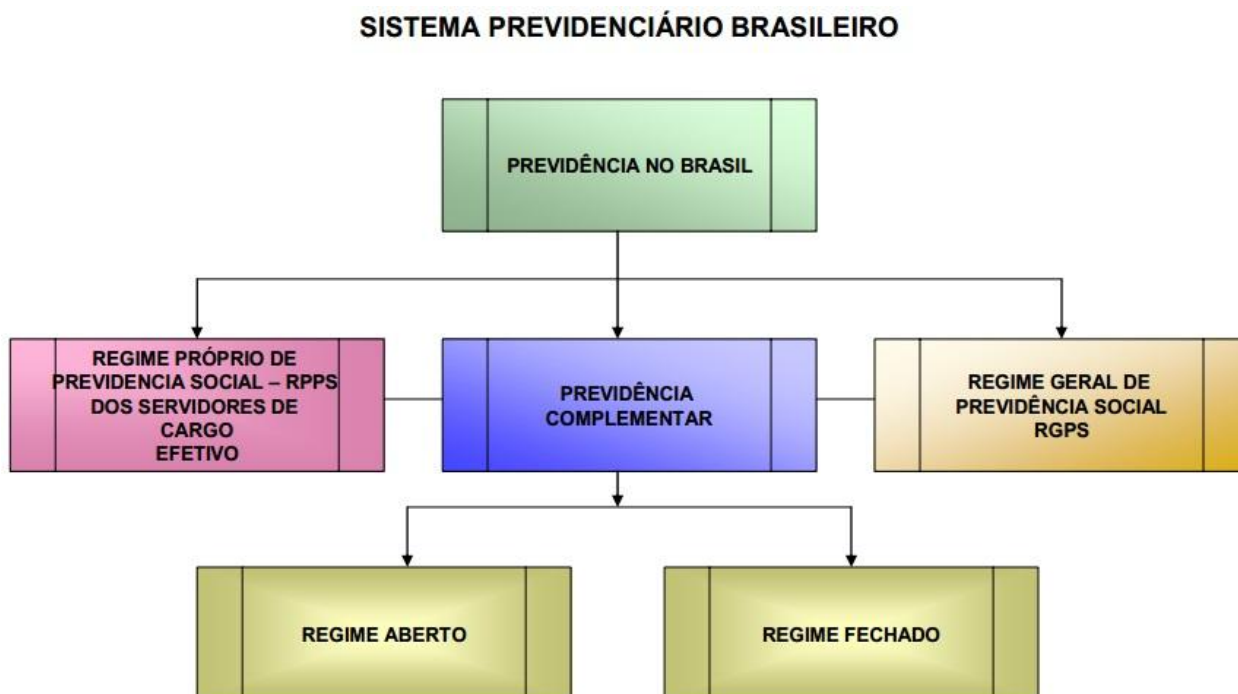 SISTEMA PREVIDENCIÁRIO BRASILEIRO
PREVIDÊNCIA NO BRASIL
REGIME PRÓPRIO DE
PREVIDENCIA SOCIAL – RPPS
DOS SERVIDORES DE
CARGO
EFETIVO
PREVIDÊNCIA
COMPLEMENTAR
REGIME GERAL DE
PREVIDÊNCIA SOCIAL
RGPS
REGIME ABERTO
REGIME FECHADO